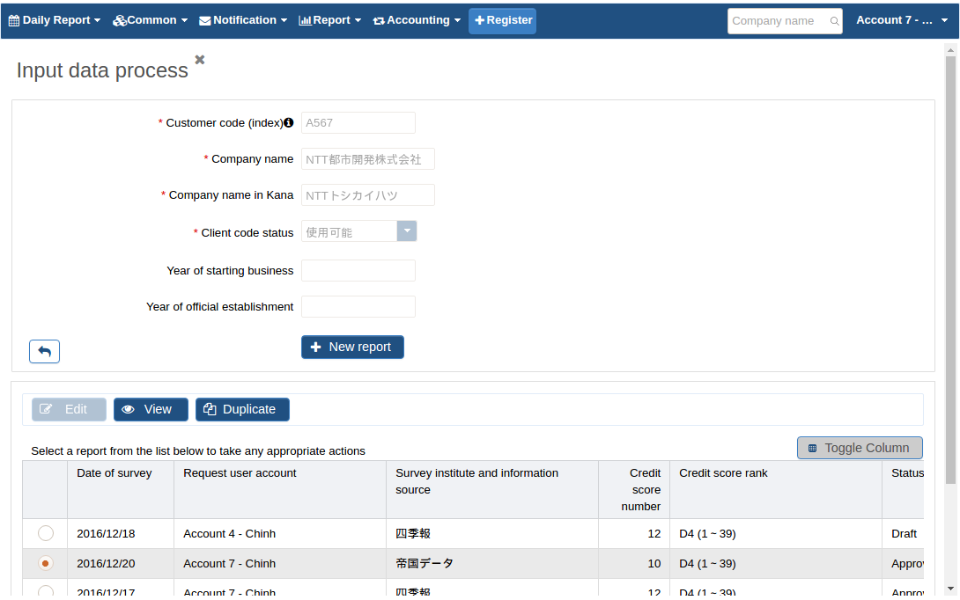 Daily Report Common Notification Report Accounting Register Company name Account 7 - ...
Input data process
* Customer code (index) A567
* Company name NTT都市開発株式会社
* Company name in Kana NTTトシカイハツ
* Client code status 使用可能
Year of starting business
Year of official establishment
New report
Edit View Duplicate
Select a report from the list below to take any appropriate actions Toggle Column
Date of survey Request user account Survey institute and information source Credit score number Credit score rank Status
2016/12/18 Account 4 - Chinh 四季報 12 D4 (1 ~ 39) Draft
2016/12/20 Account 7 - Chinh 帝国データ 10 D4 (1 ~ 39) Approv
2016/12/17 Account 7 - Chinh 四季報 12 D4 (1 ~ 39) Approv